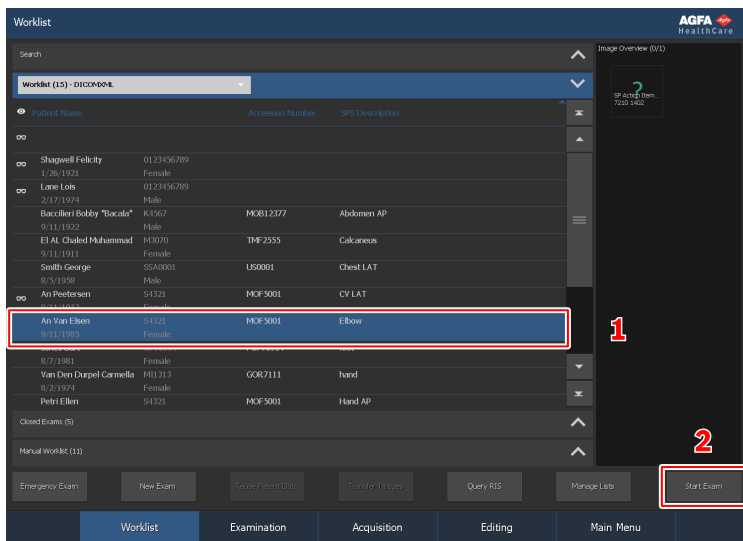 Worklist
AGFA
HealthCare
Search
Image Overview (0/1)
Worklist (15) - DICOMXML
?
SP Action Item...
7210 1402
Patient Name Accession Number SPS Description
Shagwell Felicity 0123456789
1/26/1921 Female
Lane Lois 0123456789
2/17/1974 Male
Baccilieri Bobby "Bacala" K4567 MOB12377 Abdomen AP
9/11/1922 Male
El AL Chaled Muhammad M3070 TMF2555 Calcaneus
9/11/1911 Female
Smith George SSA0001 US0001 Chest LAT
8/5/1958 Male
An Peetersen S4321 MOF5001 CV LAT
An Van Elsen S4321 MOF5001 Elbow
9/11/1985 Female
1
8/7/1981 Female
Van Den Durpel Carmella MI1313 GOR7111 hand
8/2/1974 Female
Petri Ellen S4321 MOF5001 Hand AP
Closed Exams (5)
Manual Worklist (11)
2
Emergency Exam New Exam Reuse Patient Data Transfer Images Query RIS Manage Lists Start Exam
Worklist Examination Acquisition Editing Main Menu